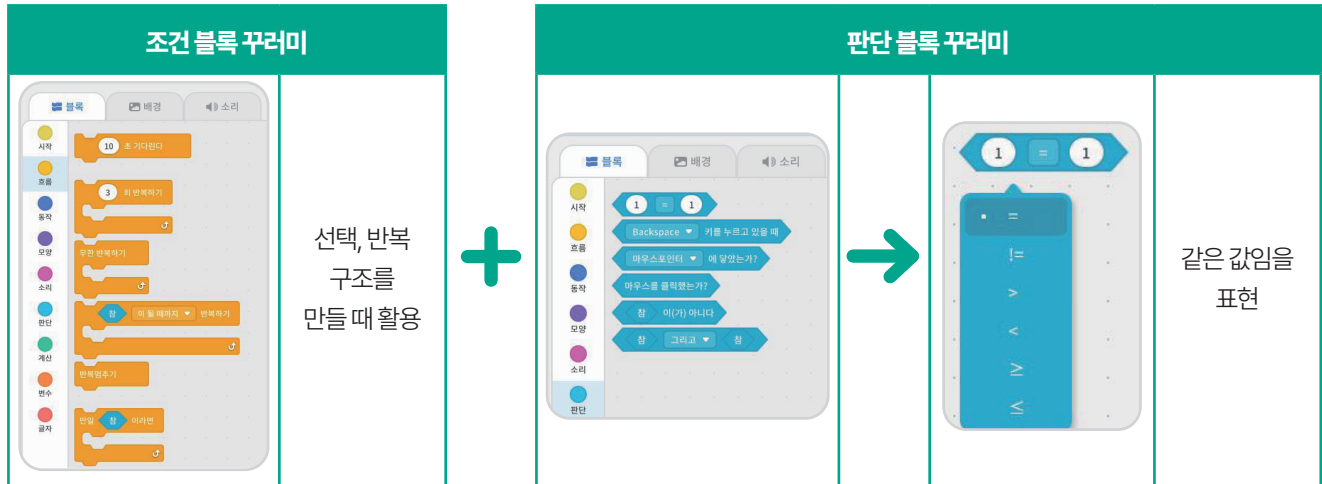 조건 블록 꾸러미
판단 블록 꾸러미
블록 배경 소리
시작
흐름
동작
모양
소리
판단
계산
변수
글자
10 초 기다린다
3 회 반복하기
무한 반복하기
참 이 될 때까지 ▼ 반복하기
반복멈추기
만일 참 이라면
선택, 반복
구조를
만들 때 활용
블록 배경 소리
시작
흐름
동작
모양
소리
판단
1 = 1
Backspace ▼ 키를 누르고 있을 때
마우스포인터 ▼ 에 닿았는가?
마우스를 클릭했는가?
참 이(가) 아니다
참 그리고 ▼ 참
1 = 1
=
!=
>
<
≥
≤
같은 값임을
표현